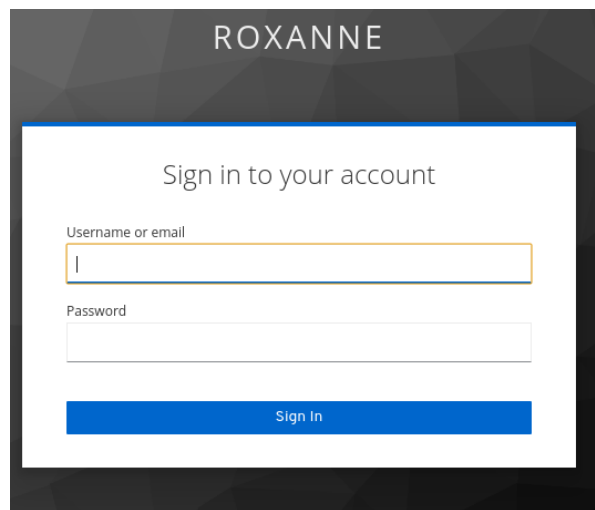 ROXANNE
Sign in to your account
Username or email
Password
Sign In